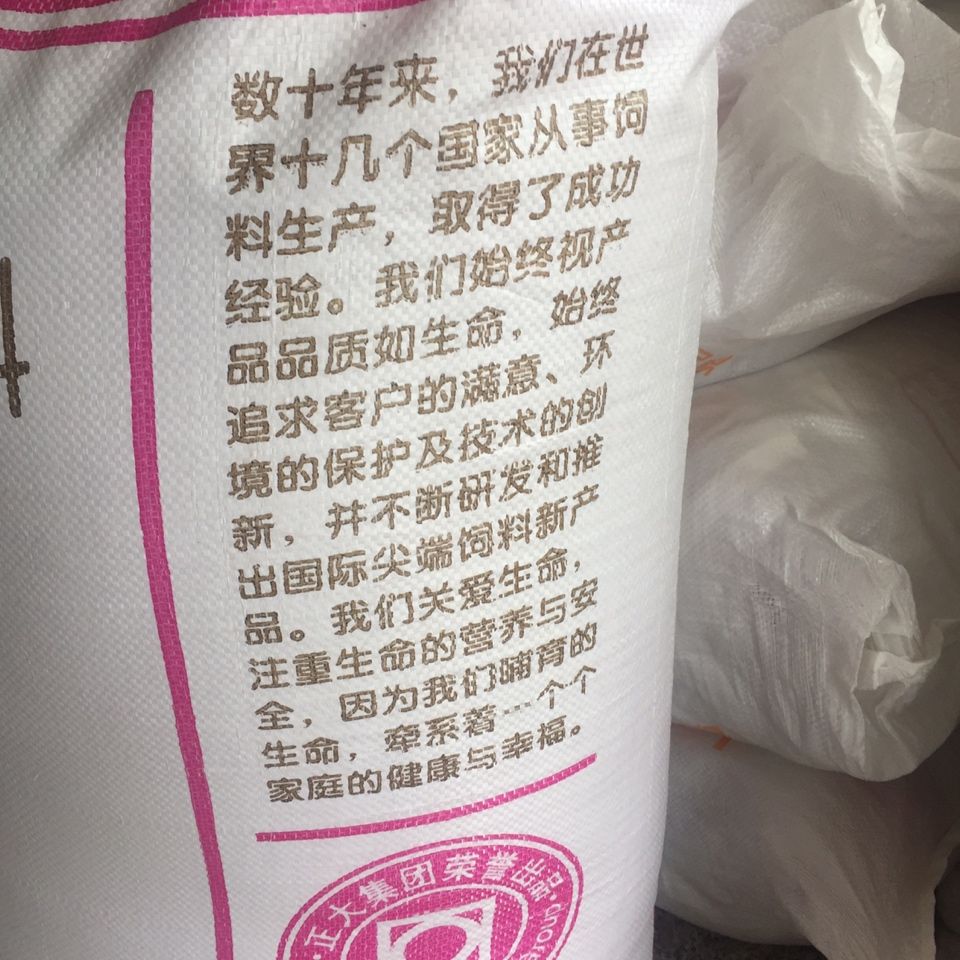 数十年来，我们在世
界十几个国家从事饲
料生产，取得了成功
经验。我们始终视产
品品质如生命，始终
追求客户的满意、环
境的保护及技术的创
新，并不断研发和推
出国际尖端饲料新产
品。我们关爱生命，
注重生命的营养与安
全，因为我们哺育的
生命，牵系着一个个
家庭的健康与幸福。
·正大集团荣誉出品·
4